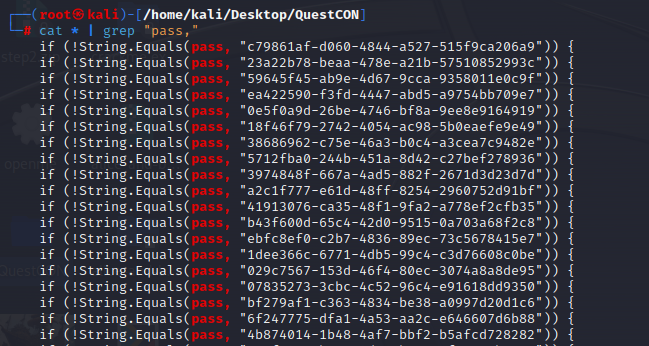 ┌──(root㉿kali)-[/home/kali/Desktop/QuestCON]
└─# cat * | grep "pass,"
if (!String.Equals(pass, "c79861af-d060-4844-a527-515f9ca206a9")) {
if (!String.Equals(pass, "23a22b78-beaa-478e-a21b-57510852993c")) {
if (!String.Equals(pass, "59645f45-ab9e-4d67-9cca-9358011e0c9f")) {
if (!String.Equals(pass, "ea422590-f3fd-4447-abd5-a9754bb709e7")) {
if (!String.Equals(pass, "0e5f0a9d-26be-4746-bf8a-9ee8e9164919")) {
if (!String.Equals(pass, "18f46f79-2742-4054-ac98-5b0eaefe9e49")) {
if (!String.Equals(pass, "38686962-c75e-46a3-b0c4-a3cea7c9482e")) {
if (!String.Equals(pass, "5712fba0-244b-451a-8d42-c27bef278936")) {
if (!String.Equals(pass, "3974848f-667a-4ad5-882f-2671d3d23d7d")) {
if (!String.Equals(pass, "a2c1f777-e61d-48ff-8254-2960752d91bf")) {
if (!String.Equals(pass, "41913076-ca35-48f1-9fa2-a778ef2cfb35")) {
if (!String.Equals(pass, "b43f600d-65c4-42d0-9515-0a703a68f2c8")) {
if (!String.Equals(pass, "ebfc8ef0-c2b7-4836-89ec-73c5678415e7")) {
if (!String.Equals(pass, "1dee366c-6771-4db5-99c4-c3d76608c0be")) {
if (!String.Equals(pass, "029c7567-153d-46f4-80ec-3074a8a8de95")) {
if (!String.Equals(pass, "07835273-3cbc-4c52-96c4-e91618dd9350")) {
if (!String.Equals(pass, "bf279af1-c363-4834-be38-a0997d20d1c6")) {
if (!String.Equals(pass, "6f247775-dfa1-4a53-aa2c-e646607d6b88")) {
if (!String.Equals(pass, "4b874014-1b48-4af7-bbf2-b5afcd728282")) {